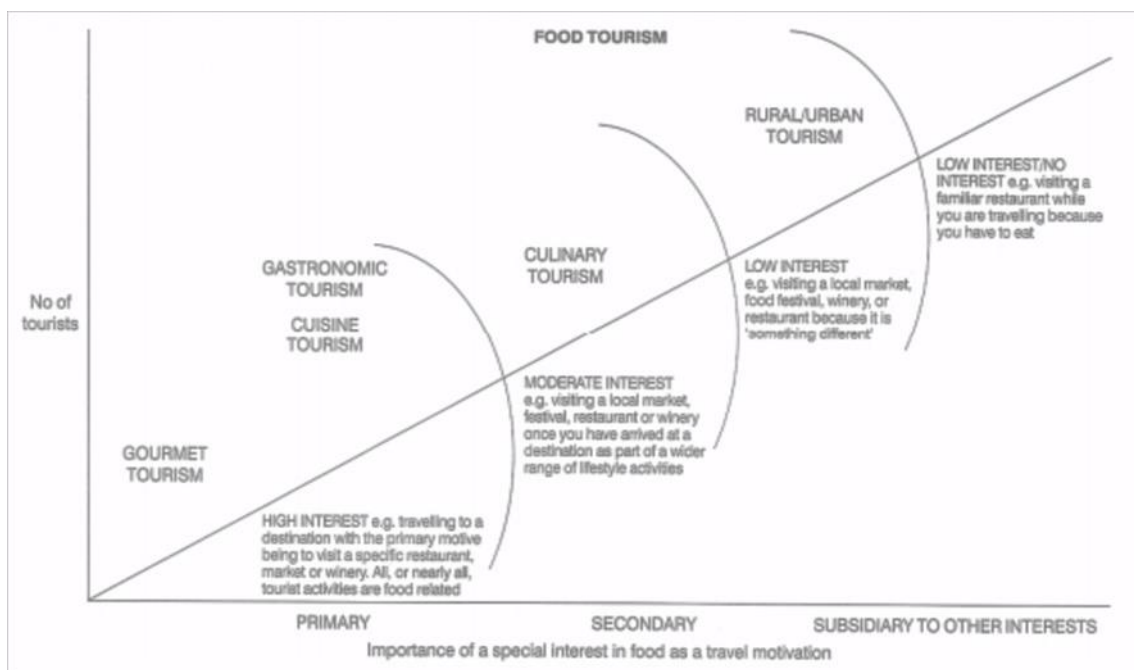 FOOD TOURISM
RURAL/URBAN
TOURISM
LOW INTEREST/NO
INTEREST e.g. visiting a
familiar restaurant while
you are travelling because
you have to eat
CULINARY
TOURISM
LOW INTEREST
e.g. visiting a local market,
food festival, winery, or
restaurant because it is
'something different'
GASTRONOMIC
TOURISM
CUISINE
TOURISM
No of
tourists
MODERATE INTEREST
e.g. visiting a local market,
festival, restaurant or winery
once you have arrived at a
destination as part of a wider
range of lifestyle activities
GOURMET
TOURISM
HIGH INTEREST e.g. travelling to a
destination with the primary motive
being to visit a specific restaurant,
market or winery. All, or nearly all,
tourist activities are food related
PRIMARY
SECONDARY
SUBSIDIARY TO OTHER INTERESTS
Importance of a special interest in food as a travel motivation